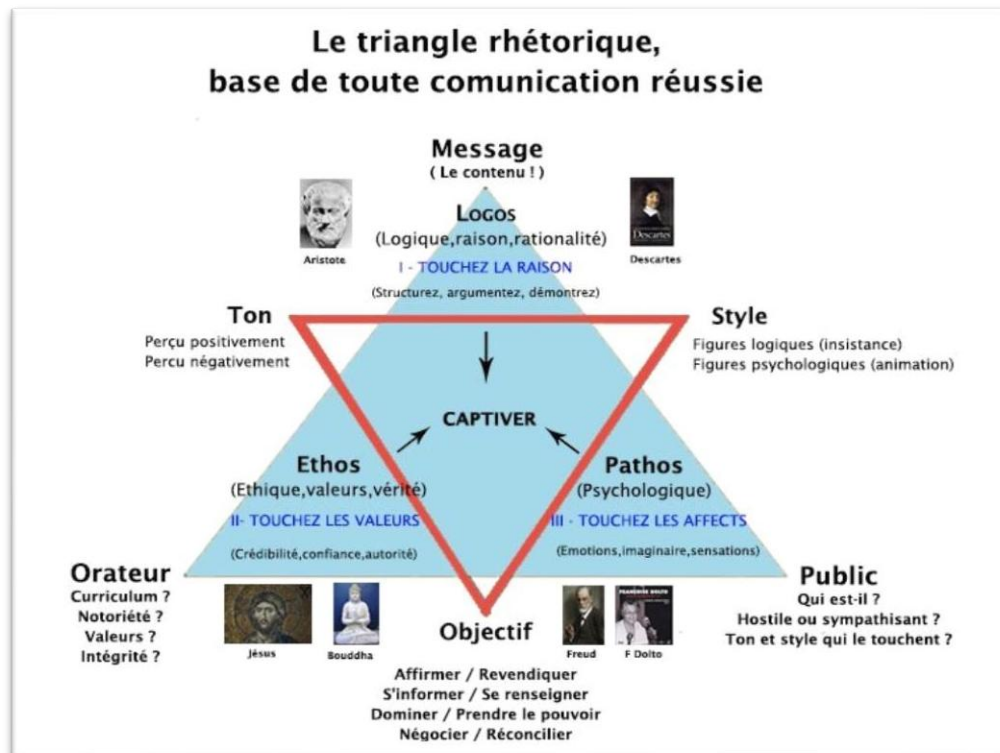 Le triangle rhétorique,
base de toute comunication réussie
Message
( Le contenu ! )
Aristote
Descartes
Descartes
LOGOS
(Logique,raison,rationalité)
I - TOUCHEZ LA RAISON
(Structurez, argumentez, démontrez)
Ton
Perçu positivement
Percu négativement
Style
Figures logiques (insistance)
Figures psychologiques (animation)
CAPTIVER
Ethos
(Ethique,valeurs,vérité)
II- TOUCHEZ LES VALEURS
(Crédibilité,confiance,autorité)
Pathos
(Psychologique)
III - TOUCHEZ LES AFFECTS
(Emotions,imaginaire,sensations)
Orateur
Curriculum ?
Notoriété ?
Valeurs ?
Intégrité ?
Jésus
Bouddha
Objectif
Affirmer / Revendiquer
S'informer / Se renseigner
Dominer / Prendre le pouvoir
Négocier / Réconcilier
Freud
FRANÇOISE DOLTO
F Dolto
Public
Qui est-il ?
Hostile ou sympathisant ?
Ton et style qui le touchent ?